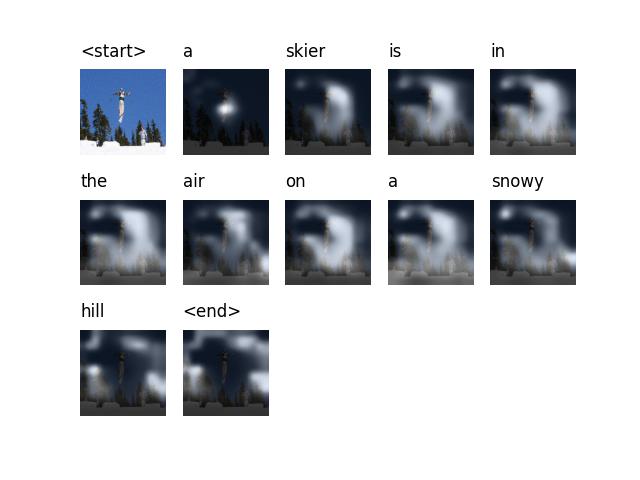 <start> a skier is in
the air on a snowy
hill <end>